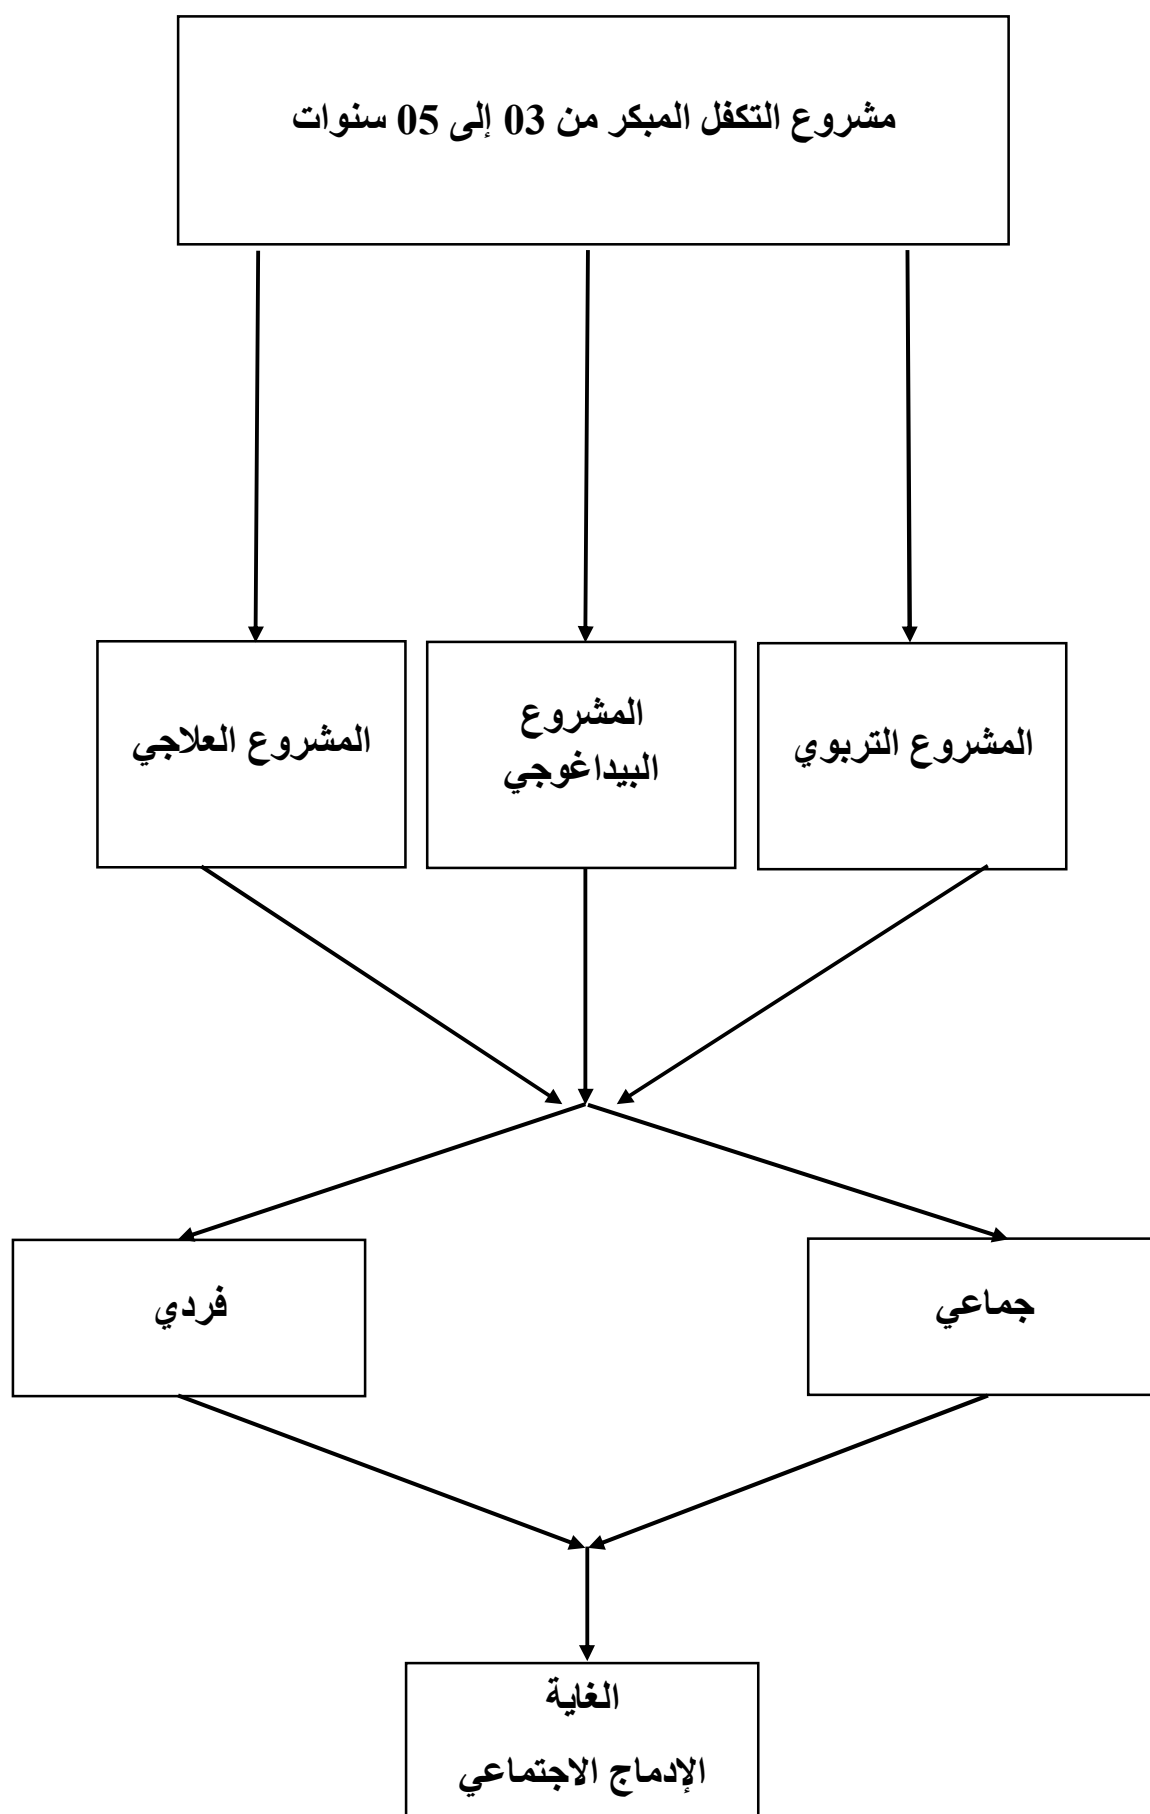 مشروع التكفل المبكر من 03 إلى 05 سنوات
المشروع التربوي
المشروع
البيداغوجي
المشروع العلاجي
جماعي
فردي
الغاية
الإدماج الاجتماعي